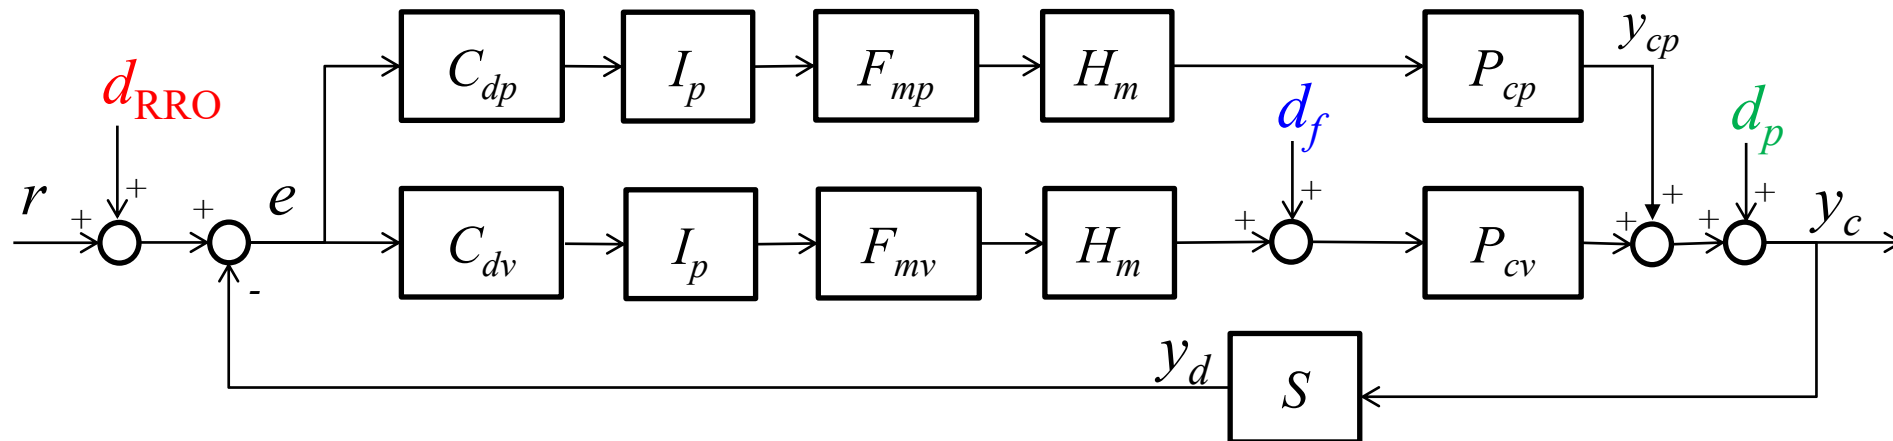 C_dp I_p F_mp H_m P_cp y_cp
d_RRO d_f d_p
r + + + e C_dv I_p F_mv H_m + + P_cv + + + + y_c
-
y_d S